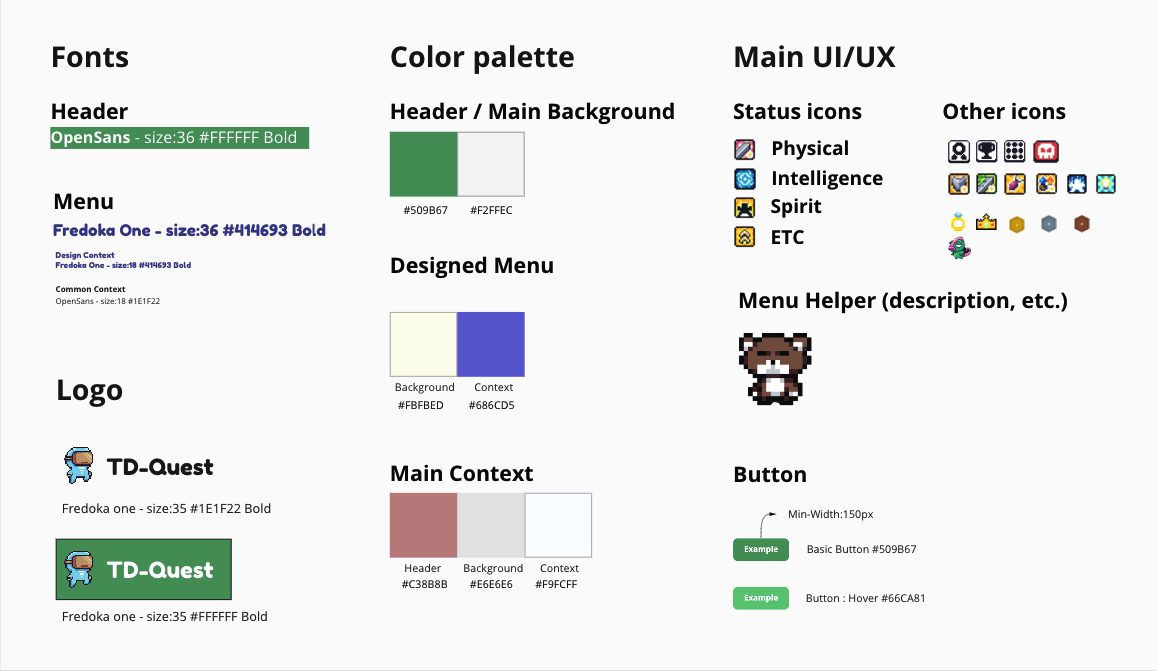 Fonts
Header
OpenSans - size:36 #FFFFFF Bold
Menu
Fredoka One - size:36 #414693 Bold
Design Context
Fredoka One - size:18 #414693 Bold
Common Context
OpenSans - size:18 #1E1F22
Logo
TD-Quest
Fredoka one - size:35 #1E1F22 Bold
TD-Quest
Fredoka one - size:35 #FFFFFF Bold
Color palette
Header / Main Background
#509B67 #F2FFEC
Designed Menu
Background Context
#FBFBED #686CD5
Main Context
Header Background Context
#C38B8B #E6E6E6 #F9FCFF
Main UI/UX
Status icons
Physical
Intelligence
Spirit
ETC
Other icons
Menu Helper (description, etc.)
Button
Min-Width:150px
Example Basic Button #509B67
Example Button : Hover #66CA81